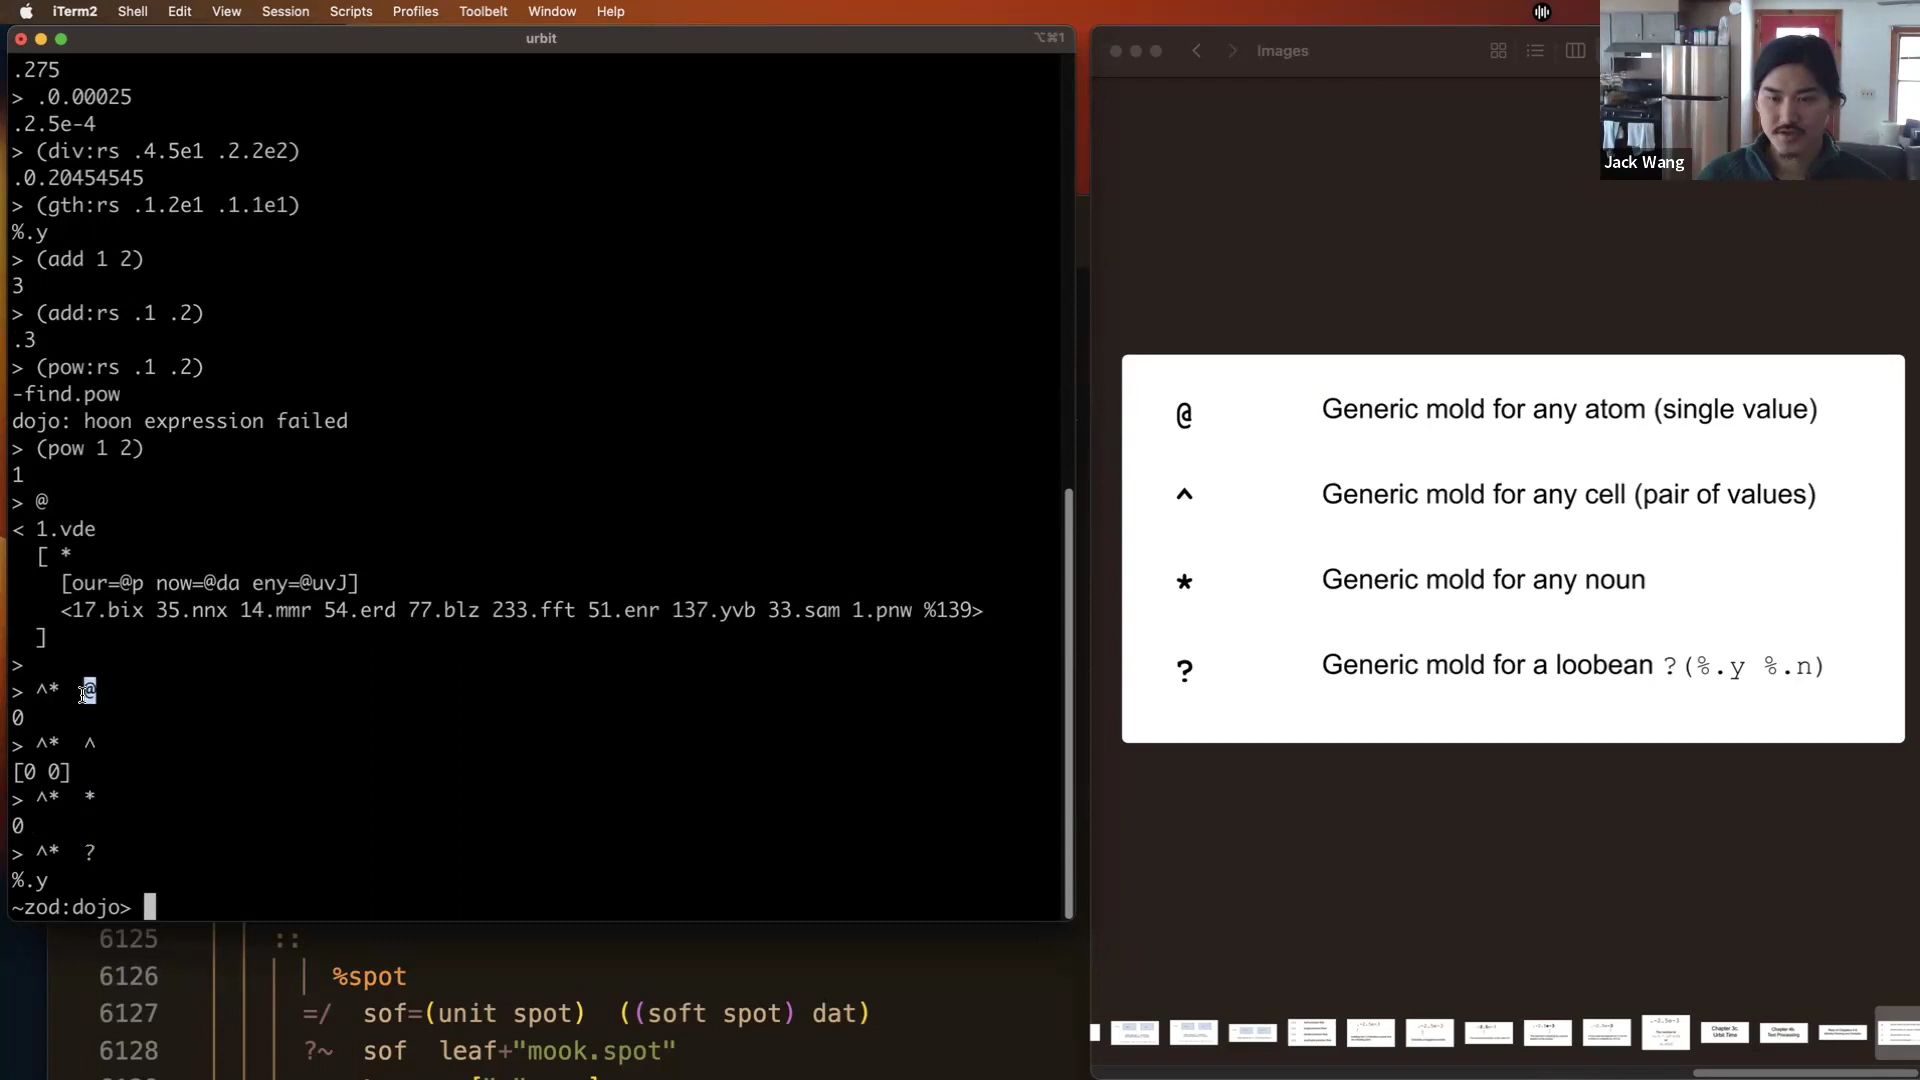 iTerm2 Shell Edit View Session Scripts Profiles Toolbelt Window Help
urbit
⌥⌘1
.275
> .0.00025
.2.5e-4
> (div:rs .4.5e1 .2.2e2)
.0.20454545
> (gth:rs .1.2e1 .1.1e1)
%.y
> (add 1 2)
3
> (add:rs .1 .2)
.3
> (pow:rs .1 .2)
-find.pow
dojo: hoon expression failed
> (pow 1 2)
1
> @
< 1.vde
[ *
[our=@p now=@da eny=@uvJ]
<17.bix 35.nnx 14.mmr 54.erd 77.blz 233.fft 51.enr 137.yvb 33.sam 1.pnw %139>
]
>
> ^* @
0
> ^* ^
[0 0]
> ^* *
0
> ^* ?
%.y
~zod:dojo>
6125 ::
6126 %spot
6127 =/ sof=(unit spot) ((soft spot) dat)
6128 ?~ sof leaf+"mook.spot"
Images
Jack Wang
@ Generic mold for any atom (single value)
^ Generic mold for any cell (pair of values)
* Generic mold for any noun
? Generic mold for a loobean ?(%.y %.n)